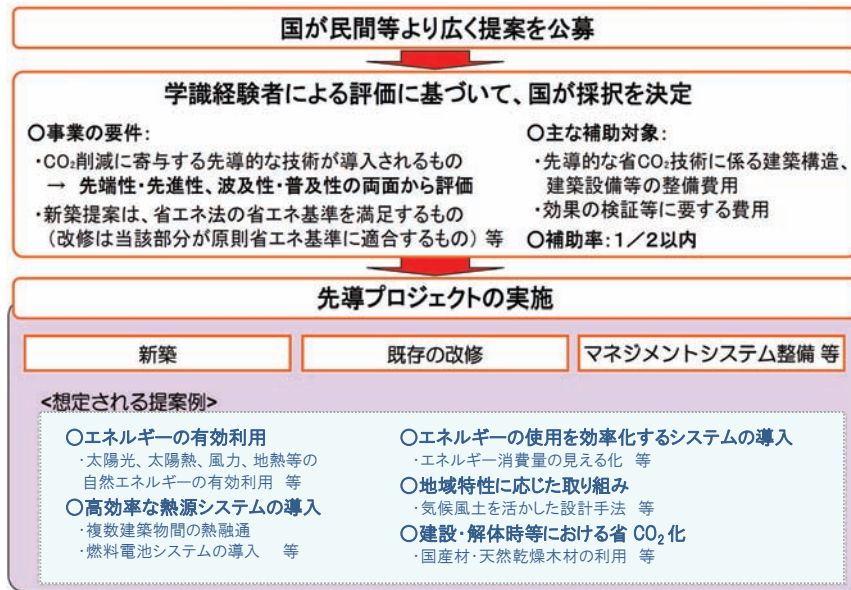 国が民間等より広く提案を公募
学識経験者による評価に基づいて、国が採択を決定
○事業の要件:
・CO₂削減に寄与する先導的な技術が導入されるもの
→ 先端性・先進性、波及性・普及性の両面から評価
・新築提案は、省エネ法の省エネ基準を満足するもの
(改修は当該部分が原則省エネ基準に適合するもの) 等
○主な補助対象:
・先導的な省CO₂技術に係る建築構造、
建築設備等の整備費用
・効果の検証等に要する費用
○補助率:1/2以内
先導プロジェクトの実施
新築
既存の改修
マネジメントシステム整備 等
<想定される提案例>
○エネルギーの有効利用
・太陽光、太陽熱、風力、地熱等の
自然エネルギーの有効利用 等
○高効率な熱源システムの導入
・複数建築物間の熱融通
・燃料電池システムの導入 等
○エネルギーの使用を効率化するシステムの導入
・エネルギー消費量の見える化 等
○地域特性に応じた取り組み
・気候風土を活かした設計手法 等
○建設・解体時等における省 CO₂ 化
・国産材・天然乾燥木材の利用 等